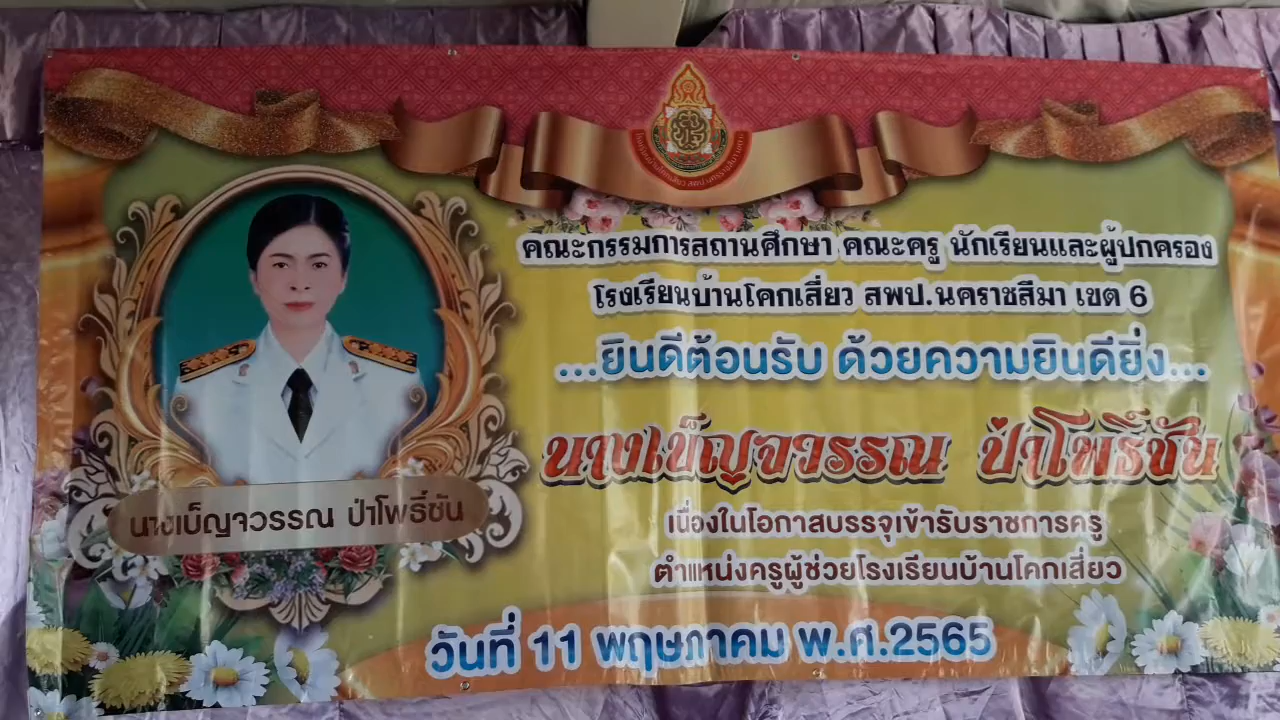 คณะกรรมการสถานศึกษา คณะครู นักเรียนและผู้ปกครอง
โรงเรียนบ้านโคกเสี่ยว สพป.นคราชสีมา เขต 6
...ยินดีต้อนรับ ด้วยความยินดียิ่ง...
นางเบ็ญจวรรณ ป่าโพธิ์ชัน
นางเบ็ญจวรรณ ป่าโพธิ์ชัน
เนื่องในโอกาสบรรจุเข้ารับราชการครู
ตำแหน่งครูผู้ช่วยโรงเรียนบ้านโคกเสี่ยว
วันที่ 11 พฤษภาคม พ.ศ.2565